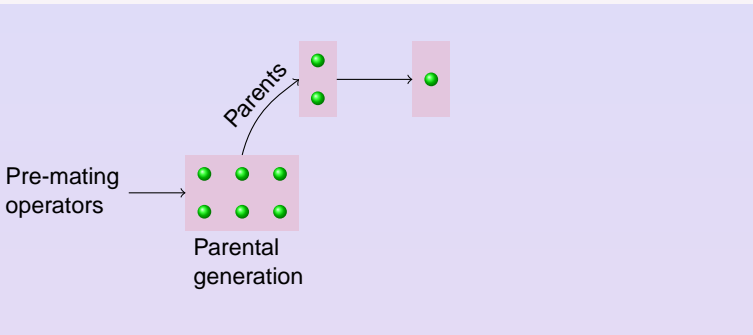 Parents
Pre-mating
operators
Parental
generation